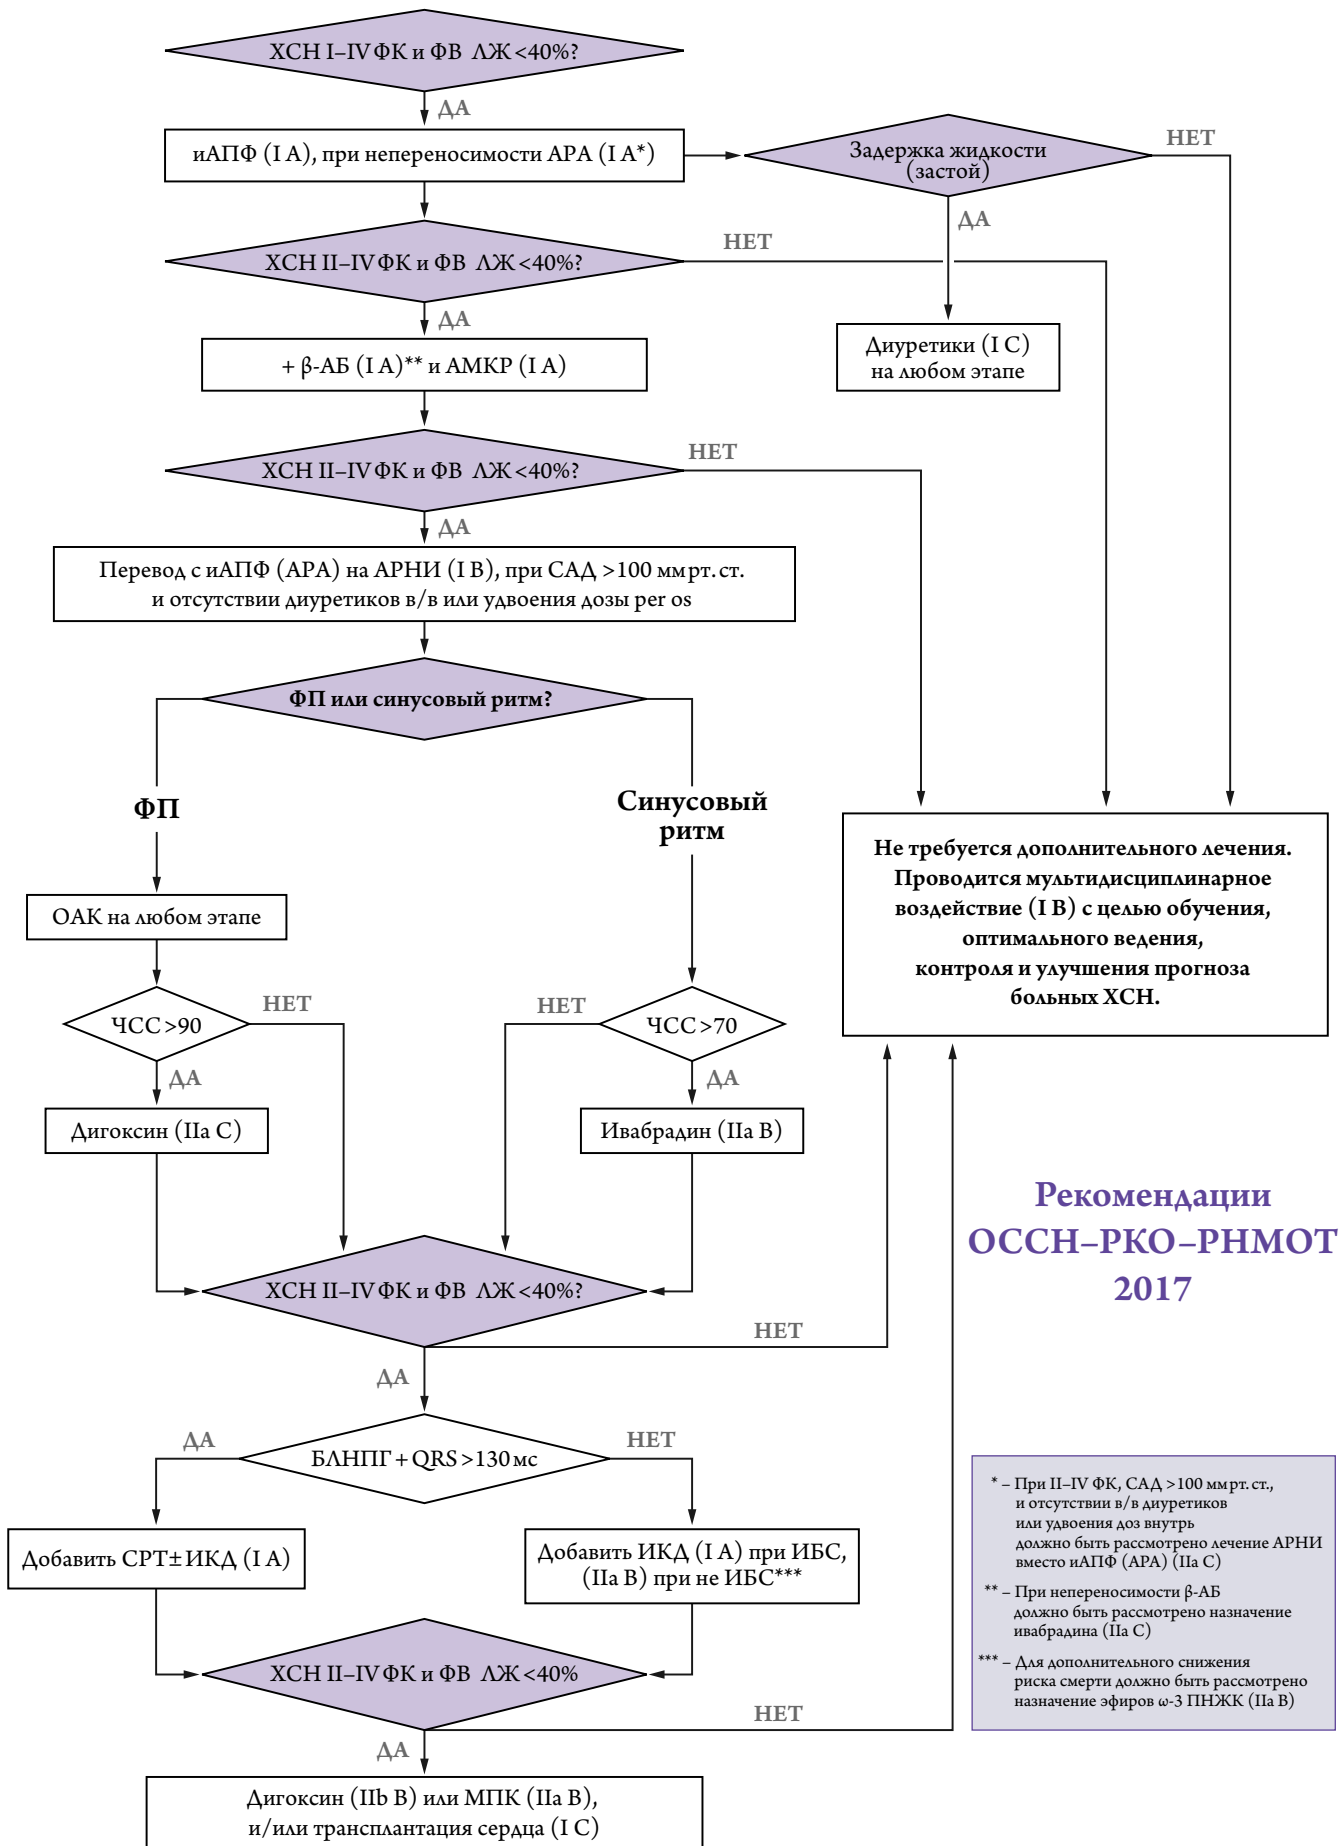 ХСН I–IV ФК и ФВ ЛЖ <40%?
ДА
иАПФ (I A), при непереносимости АРА (I A*)
Задержка жидкости
(застой)
НЕТ
ДА
Диуретики (I C)
на любом этапе
ХСН II–IV ФК и ФВ ЛЖ <40%?
НЕТ
ДА
+ β-АБ (I A)** и АМКР (I A)
ХСН II–IV ФК и ФВ ЛЖ <40%?
НЕТ
ДА
Перевод с иАПФ (АРА) на АРНИ (I B), при САД >100 мм рт. ст.
и отсутствии диуретиков в/в или удвоения дозы per os
ФП или синусовый ритм?
ФП
Синусовый
ритм
Не требуется дополнительного лечения.
Проводится мультидисциплинарное
воздействие (I B) с целью обучения,
оптимального ведения,
контроля и улучшения прогноза
больных ХСН.
ОАК на любом этапе
ЧСС >90
НЕТ
ДА
Дигоксин (IIa C)
ЧСС >70
НЕТ
ДА
Ивабрадин (IIa B)
Рекомендации
ОССН–РКО–РНМОТ
2017
ХСН II–IV ФК и ФВ ЛЖ <40%?
НЕТ
ДА
БЛНПГ + QRS >130 мс
ДА
НЕТ
Добавить СРТ± ИКД (I A)
Добавить ИКД (I A) при ИБС,
(IIa B) при не ИБС***
* – При II–IV ФК, САД >100 мм рт. ст.,
и отсутствии в/в диуретиков
или удвоения доз внутрь
должно быть рассмотрено лечение АРНИ
вместо иАПФ (АРА) (IIa C)
** – При непереносимости β-АБ
должно быть рассмотрено назначение
ивабрадина (IIa C)
*** – Для дополнительного снижения
риска смерти должно быть рассмотрено
назначение эфиров ω-3 ПНЖК (IIa B)
ХСН II–IV ФК и ФВ ЛЖ <40%
НЕТ
ДА
Дигоксин (IIb B) или МПК (IIa B),
и/или трансплантация сердца (I C)